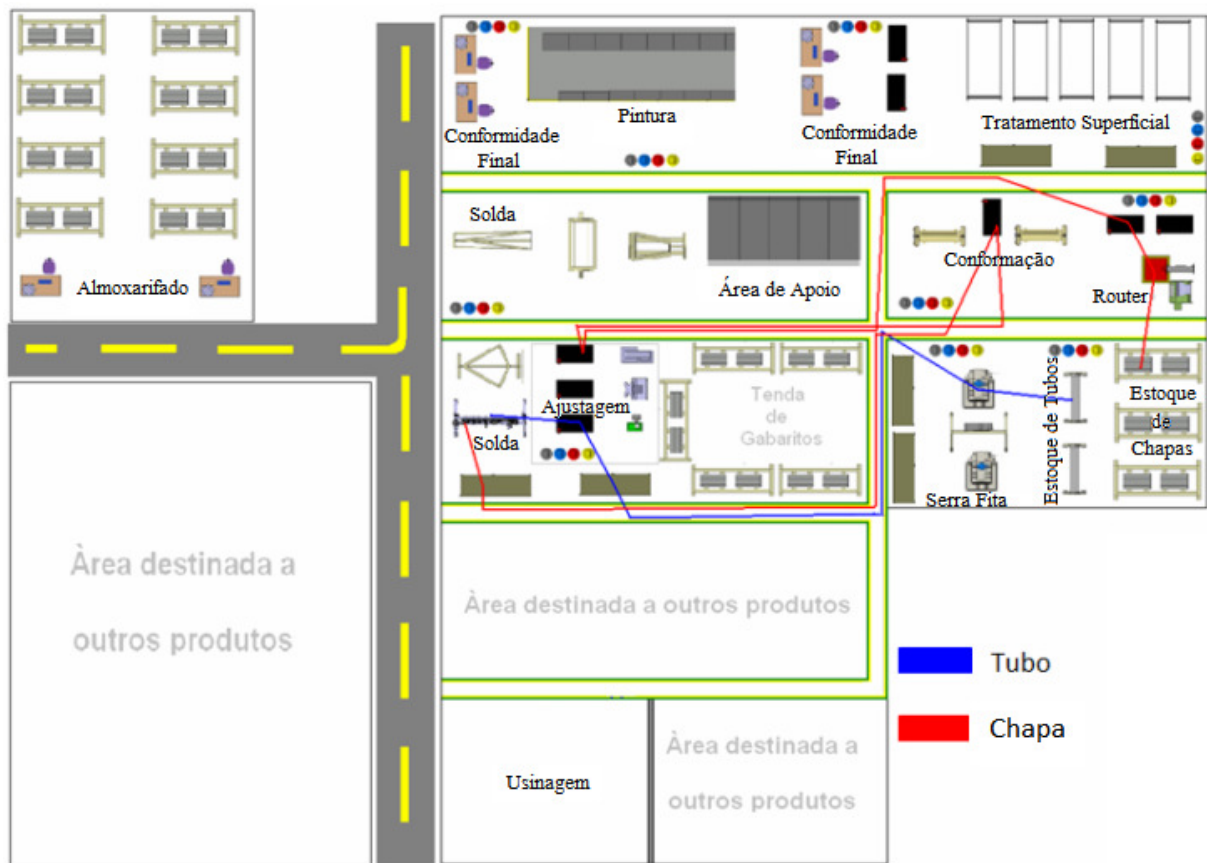 Almoxarifado
Conformidade
Final
Pintura
Conformidade
Final
Tratamento Superficial
Solda
Área de Apoio
Conformação
Router
Ajustagem
Solda
Tenda
de
Gabaritos
Serra Fita
Estoque de Tubos
Estoque
de
Chapas
Àrea destinada a
outros produtos
Àrea destinada a outros produtos
Tubo
Chapa
Usinagem
Àrea destinada a
outros produtos